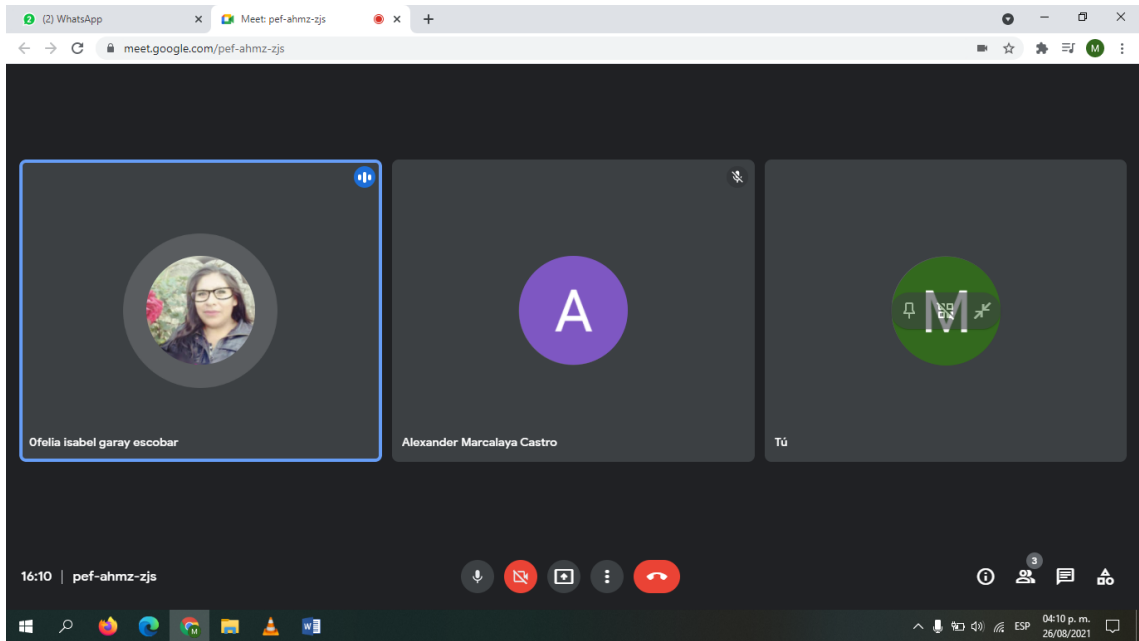 (2) WhatsApp
Meet: pef-ahmz-zjs
meet.google.com/pef-ahmz-zjs
M
A
M
Ofelia isabel garay escobar
Alexander Marcalaya Castro
Tú
3
16:10 | pef-ahmz-zjs
ESP
04:10 p. m.
26/08/2021